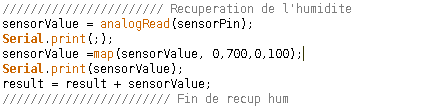 /////////////////////// Recuperation de l'humidite
sensorValue = analogRead(sensorPin);
Serial.print(;);
sensorValue =map(sensorValue, 0,700,0,100);
Serial.print(sensorValue);
result = result + sensorValue;
//////////////////////// Fin de recup hum